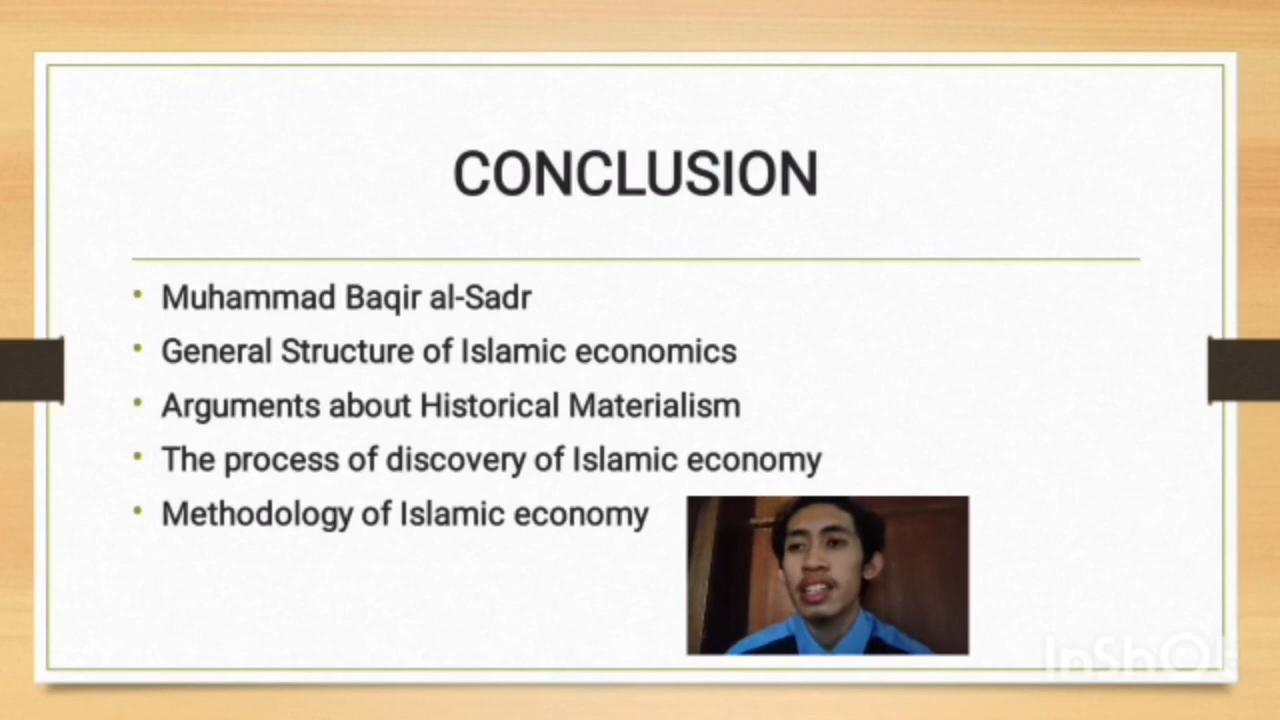 CONCLUSION
• Muhammad Baqir al-Sadr
• General Structure of Islamic economics
• Arguments about Historical Materialism
• The process of discovery of Islamic economy
• Methodology of Islamic economy
InShOt